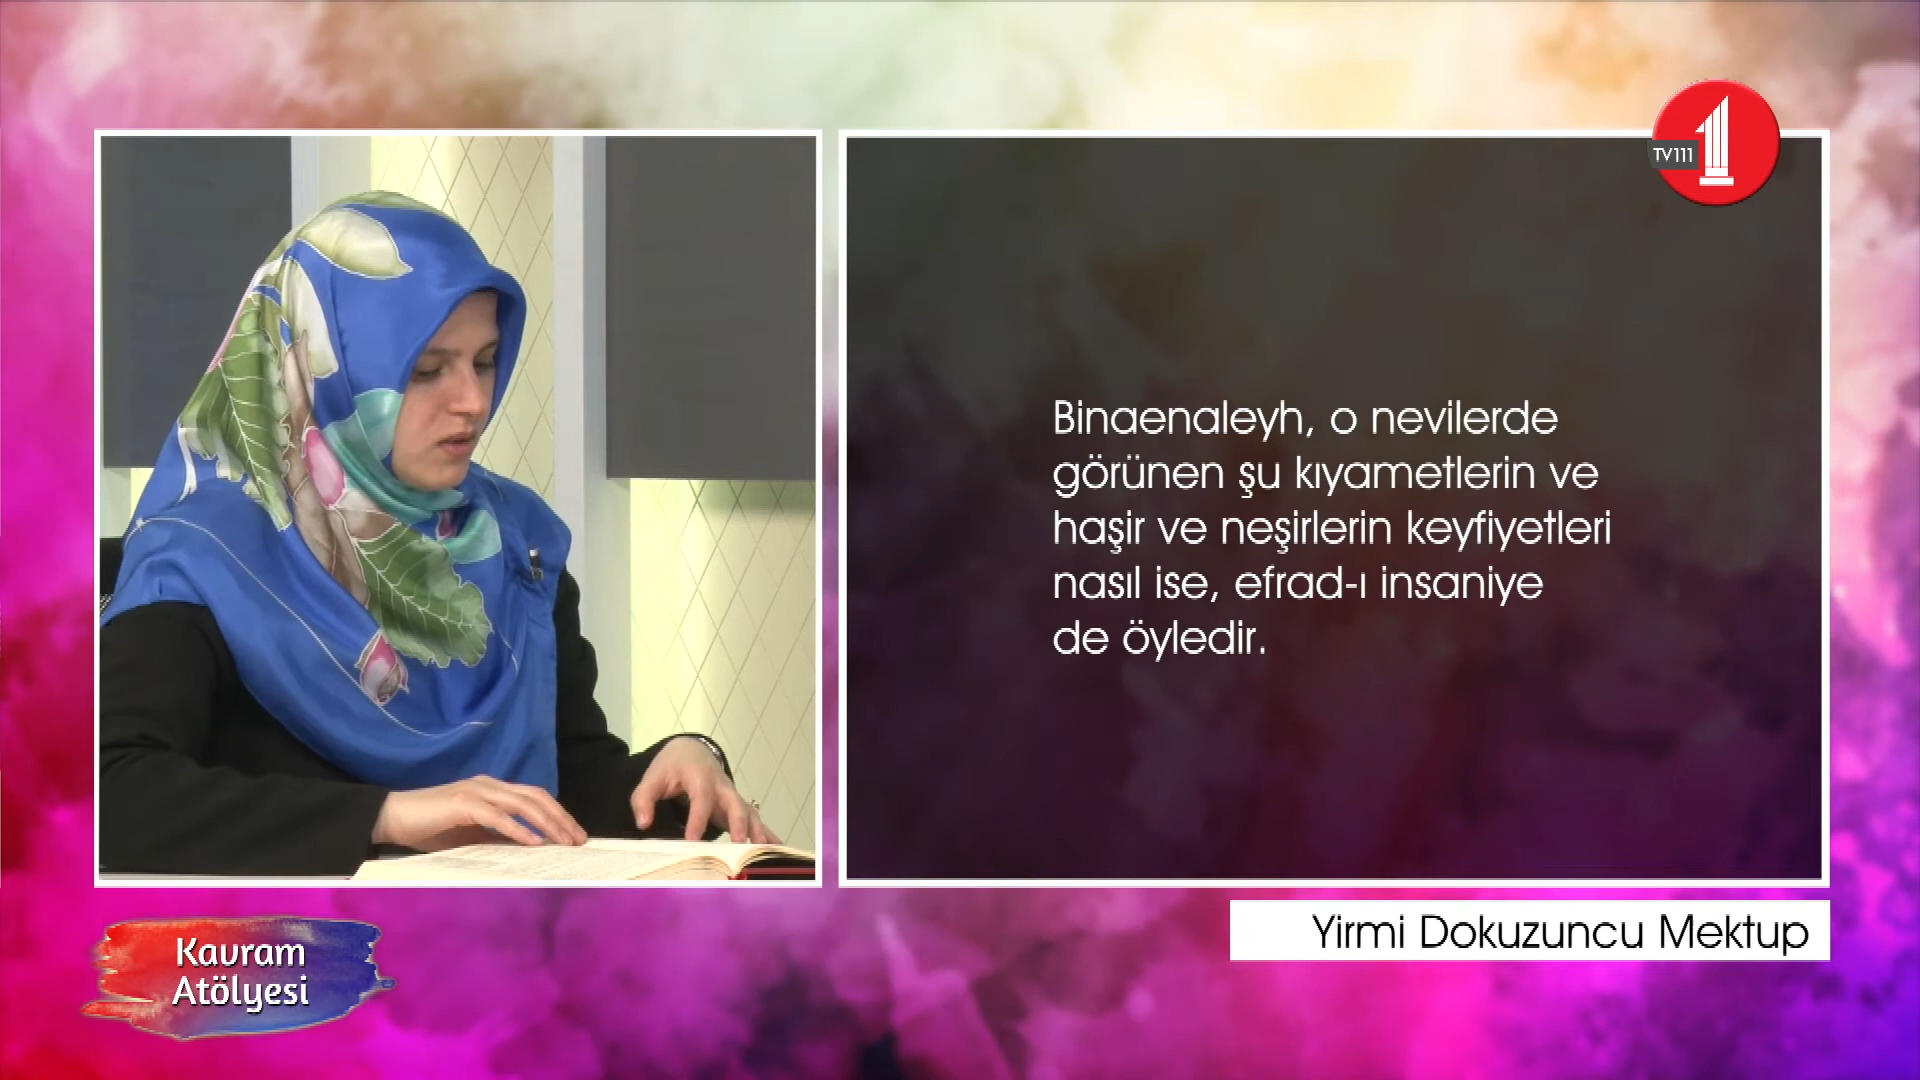 TV111
Binaenaleyh, o nevilerde
görünen şu kıyametlerin ve
haşir ve neşirlerin keyfiyetleri
nasıl ise, efrad-ı insaniye
de öyledir.
Yirmi Dokuzuncu Mektup
Kavram
Atölyesi